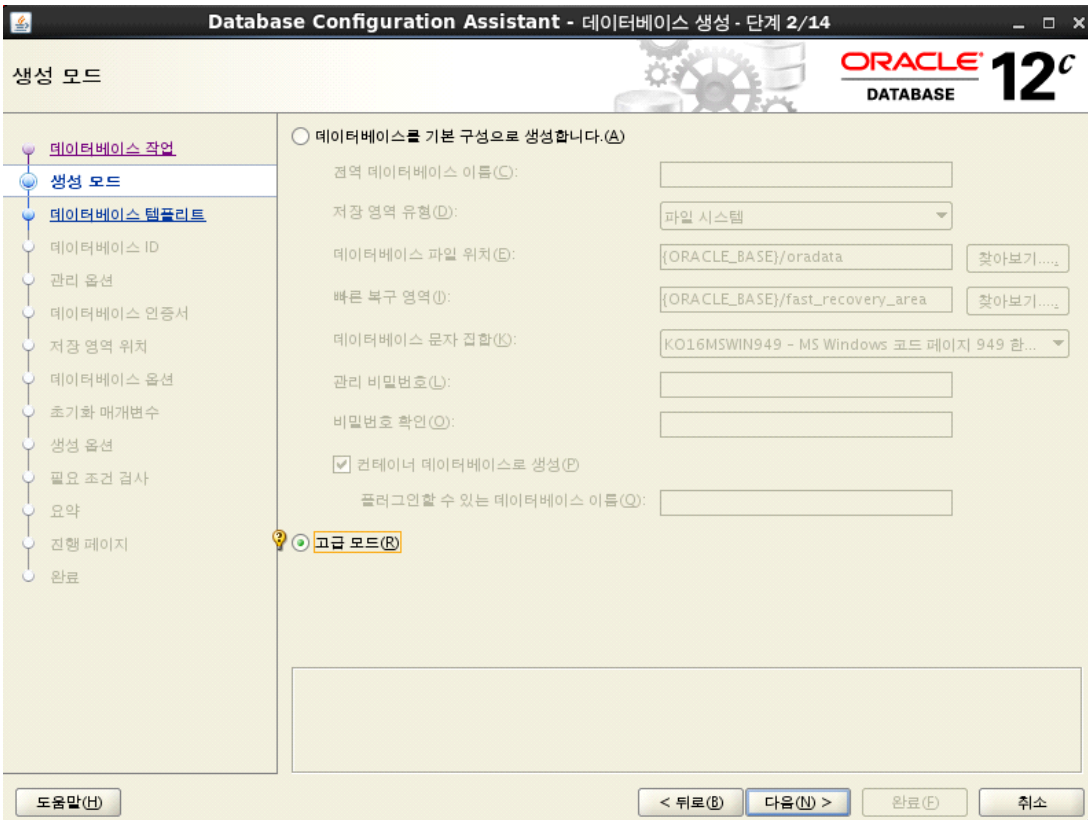 Database Configuration Assistant - 데이터베이스 생성 - 단계 2/14
생성 모드
ORACLE
DATABASE
12c
데이터베이스 작업
생성 모드
데이터베이스 템플리트
데이터베이스 ID
관리 옵션
데이터베이스 인증서
저장 영역 위치
데이터베이스 옵션
초기화 매개변수
생성 옵션
필요 조건 검사
요약
진행 페이지
완료
데이터베이스를 기본 구성으로 생성합니다.(A)
전역 데이터베이스 이름(C):
저장 영역 유형(D):
파일 시스템
데이터베이스 파일 위치(E):
{ORACLE_BASE}/oradata
찾아보기....
빠른 복구 영역(I):
{ORACLE_BASE}/fast_recovery_area
찾아보기....
데이터베이스 문자 집합(K):
KO16MSWIN949 - MS Windows 코드 페이지 949 한...
관리 비밀번호(L):
비밀번호 확인(O):
컨테이너 데이터베이스로 생성(P)
플러그인할 수 있는 데이터베이스 이름(Q):
고급 모드(R)
도움말(H)
< 뒤로(B)
다음(N) >
완료(F)
취소